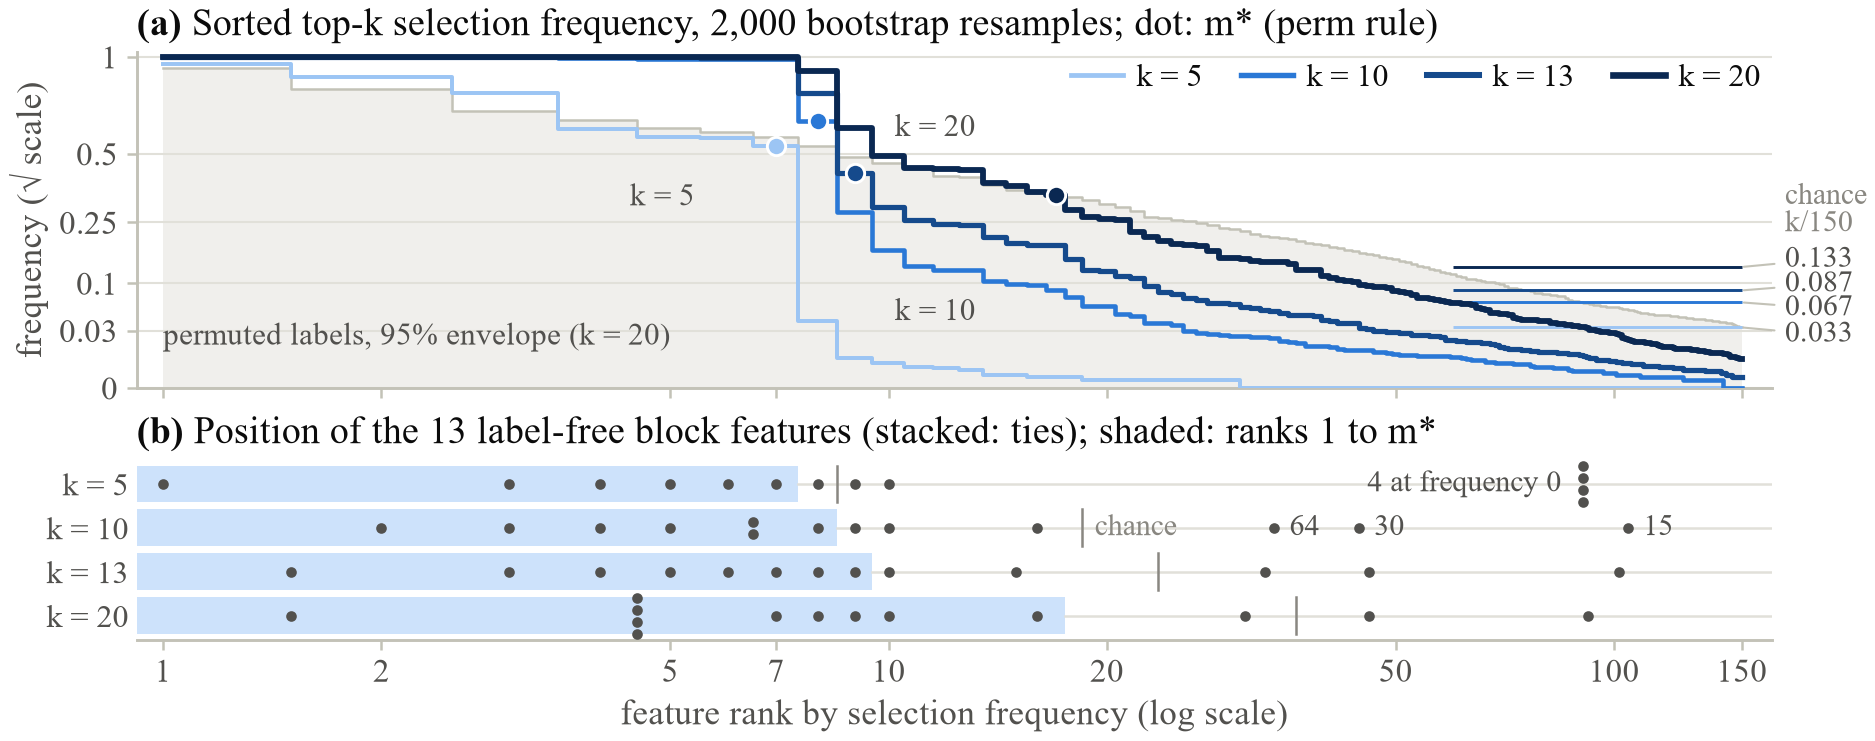 (a) Sorted top-k selection frequency, 2,000 bootstrap resamples; dot: m* (perm rule)
k = 5
k = 10
k = 13
k = 20
frequency (√ scale)
1
0.5
0.25
0.1
0.03
0
k = 20
k = 5
k = 10
permuted labels, 95% envelope (k = 20)
chance
k/150
0.133
0.087
0.067
0.033
(b) Position of the 13 label-free block features (stacked: ties); shaded: ranks 1 to m*
k = 5
4 at frequency 0
k = 10
chance
64
30
15
k = 13
k = 20
1
2
5
7
10
20
50
100
150
feature rank by selection frequency (log scale)